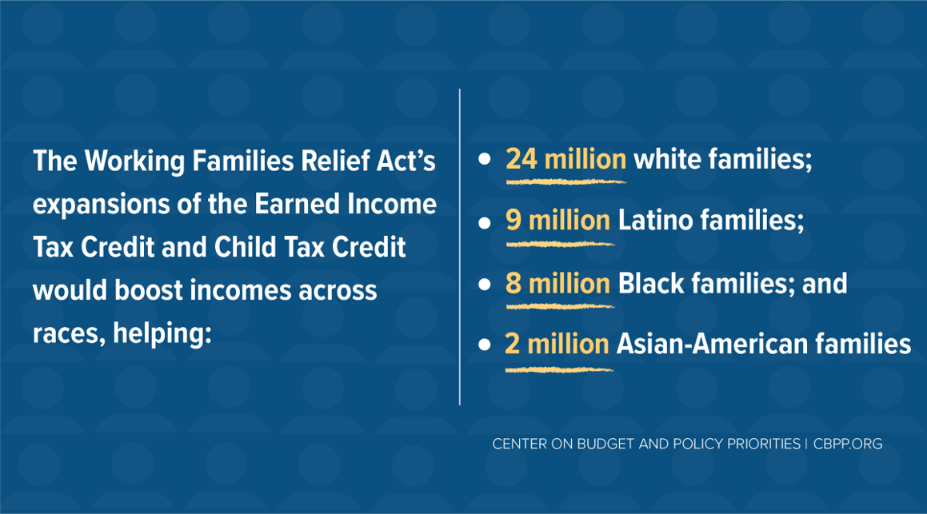 The Working Families Relief Act’s
expansions of the Earned Income
Tax Credit and Child Tax Credit
would boost incomes across
races, helping:
• 24 million white families;
• 9 million Latino families;
• 8 million Black families; and
• 2 million Asian-American families
CENTER ON BUDGET AND POLICY PRIORITIES | CBPP.ORG